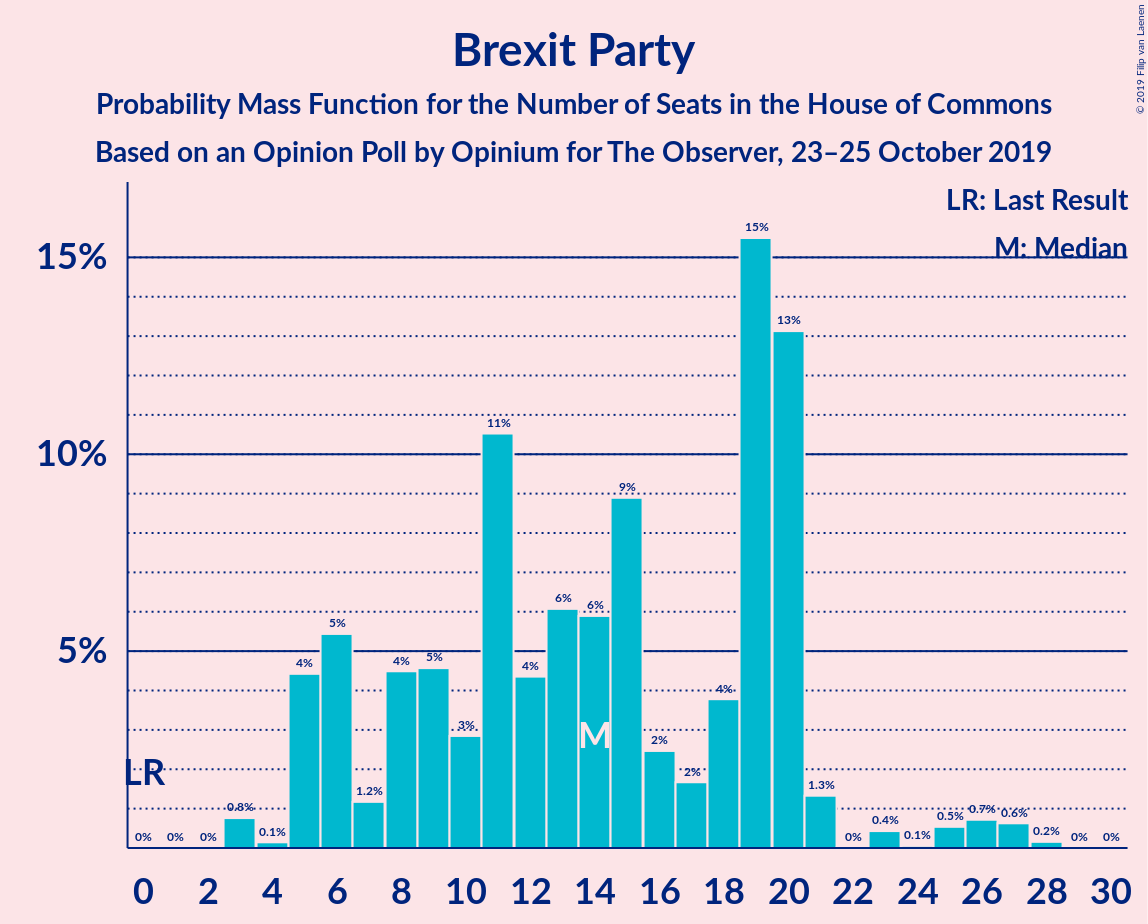 Brexit Party
Probability Mass Function for the Number of Seats in the House of Commons
Based on an Opinion Poll by Opinium for The Observer, 23–25 October 2019
© 2019 Filip van Laenen
LR: Last Result
M: Median
15%
10%
5%
0% 0% 0% 0.8% 0.1% 4% 5% 1.2% 4% 5% 3% 11% 4% 6% 6% 9% 2% 2% 4% 15% 13% 1.3% 0% 0.4% 0.1% 0.5% 0.7% 0.6% 0.2% 0% 0%
LR
M
0 2 4 6 8 10 12 14 16 18 20 22 24 26 28 30